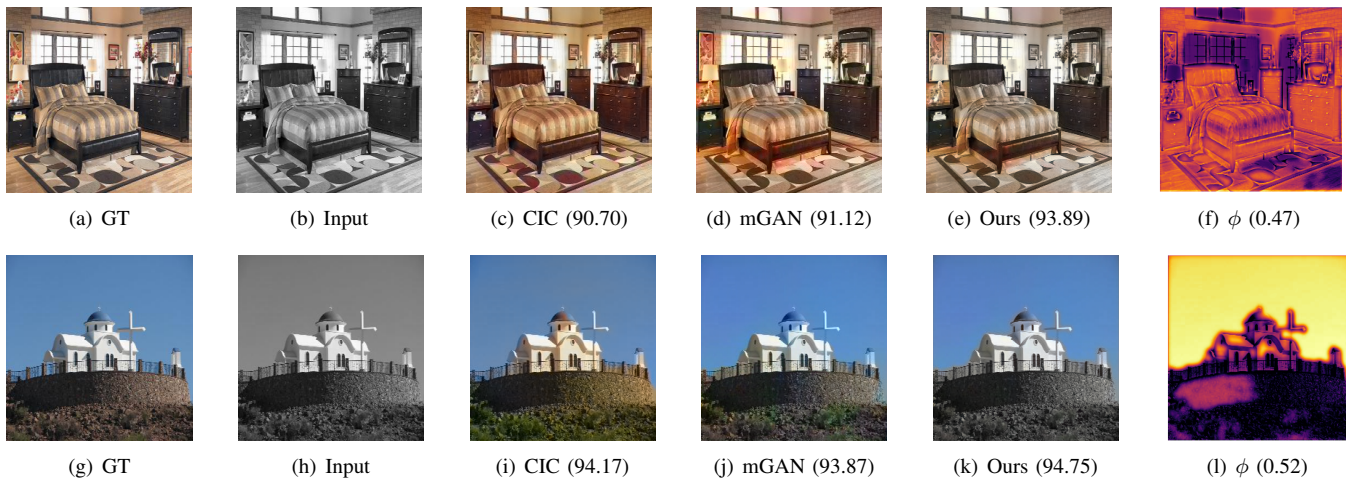 (a) GT (b) Input (c) CIC (90.70) (d) mGAN (91.12) (e) Ours (93.89) (f) ϕ (0.47)
(g) GT (h) Input (i) CIC (94.17) (j) mGAN (93.87) (k) Ours (94.75) (l) ϕ (0.52)